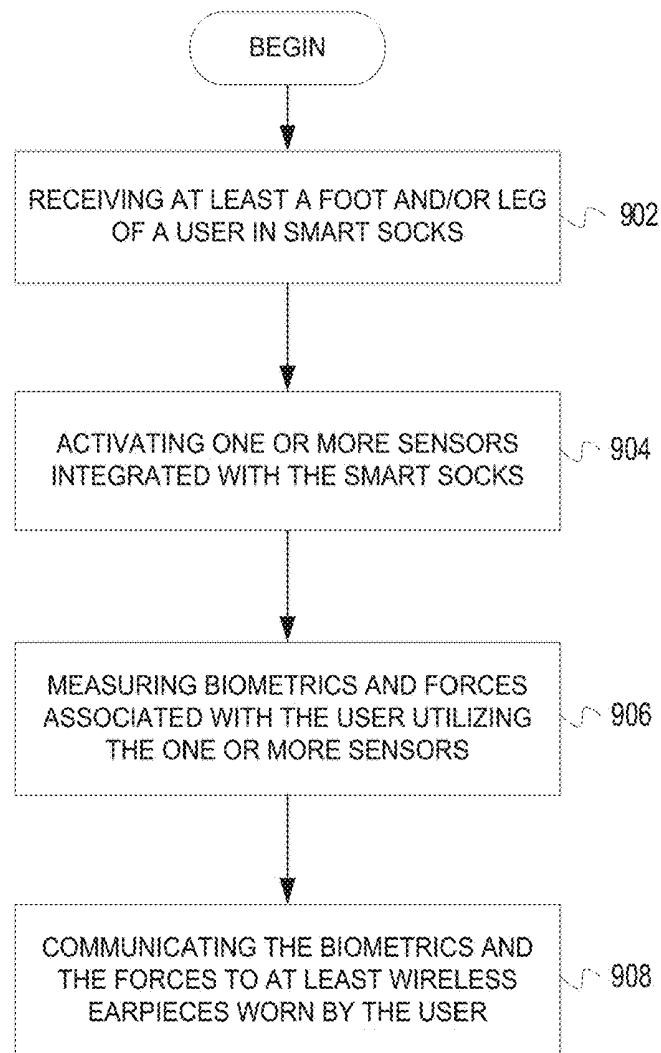 BEGIN
RECEIVING AT LEAST A FOOT AND/OR LEG
OF A USER IN SMART SOCKS
902
ACTIVATING ONE OR MORE SENSORS
INTEGRATED WITH THE SMART SOCKS
904
MEASURING BIOMETRICS AND FORCES
ASSOCIATED WITH THE USER UTILIZING
THE ONE OR MORE SENSORS
906
COMMUNICATING THE BIOMETRICS AND
THE FORCES TO AT LEAST WIRELESS
EARPIECES WORN BY THE USER
908